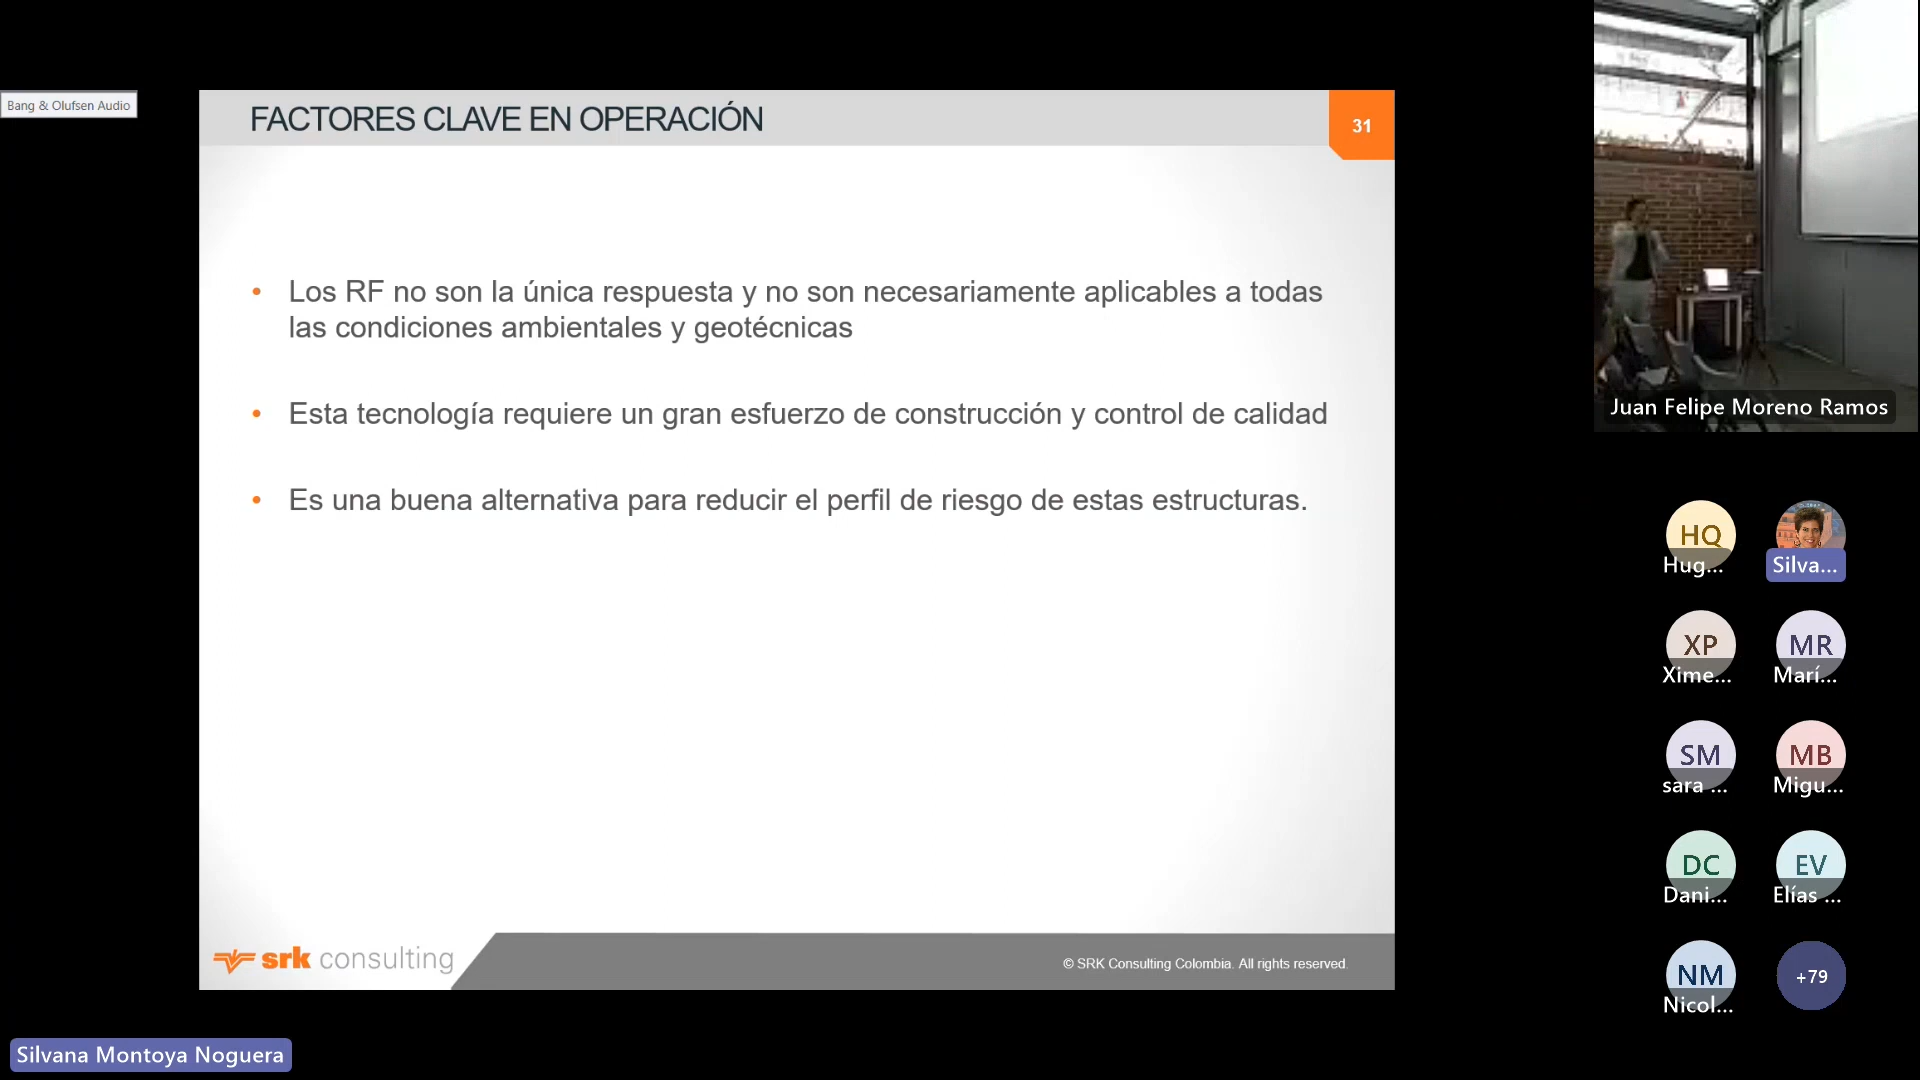 Bang & Olufsen Audio
FACTORES CLAVE EN OPERACIÓN
31
• Los RF no son la única respuesta y no son necesariamente aplicables a todas
las condiciones ambientales y geotécnicas
• Esta tecnología requiere un gran esfuerzo de construcción y control de calidad
• Es una buena alternativa para reducir el perfil de riesgo de estas estructuras.
srk consulting
© SRK Consulting Colombia. All rights reserved.
Silvana Montoya Noguera
Juan Felipe Moreno Ramos
HQ
Hug...
Silva...
XP
Xime...
MR
Marí...
SM
sara ...
MB
Migu...
DC
Dani...
EV
Elías ...
NM
Nicol...
+79